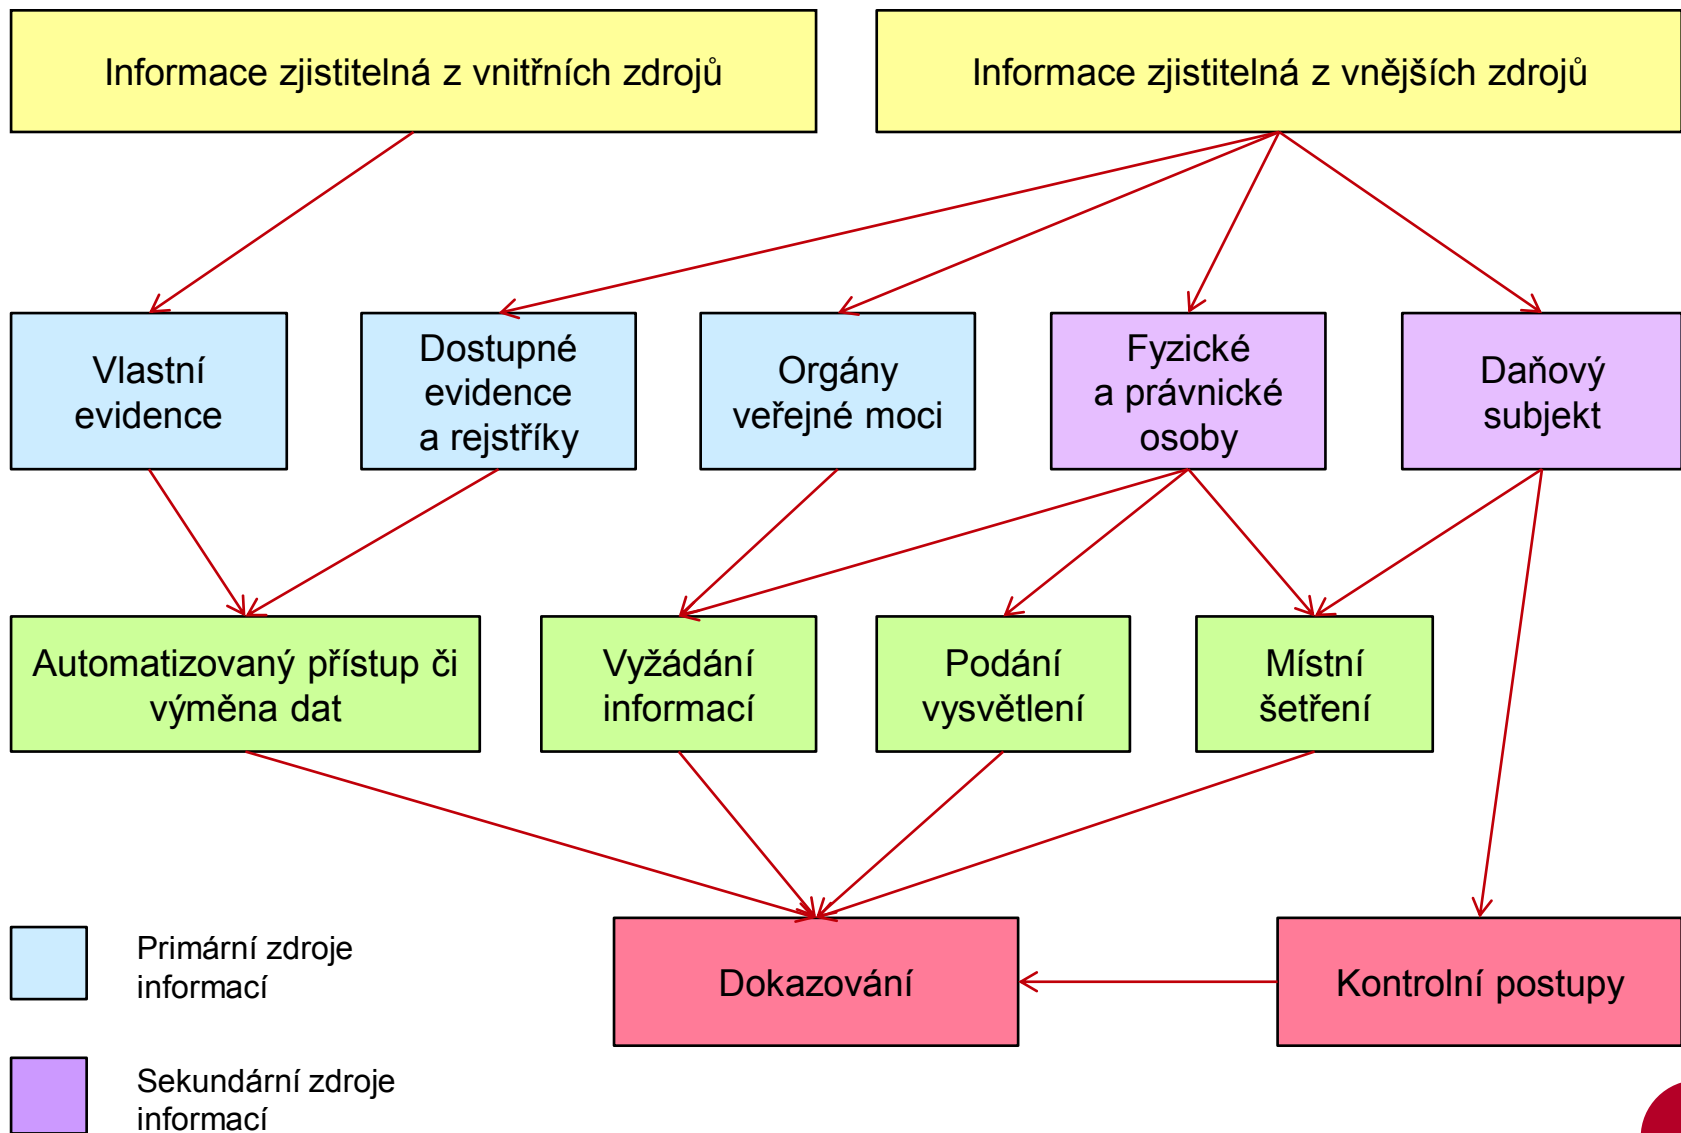 Informace zjistitelná z vnitřních zdrojů
Informace zjistitelná z vnějších zdrojů
Vlastní
evidence
Dostupné
evidence
a rejstříky
Orgány
veřejné moci
Fyzické
a právnické
osoby
Daňový
subjekt
Automatizovaný přístup či
výměna dat
Vyžádání
informací
Podání
vysvětlení
Místní
šetření
Dokazování
Kontrolní postupy
Primární zdroje
informací
Sekundární zdroje
informací